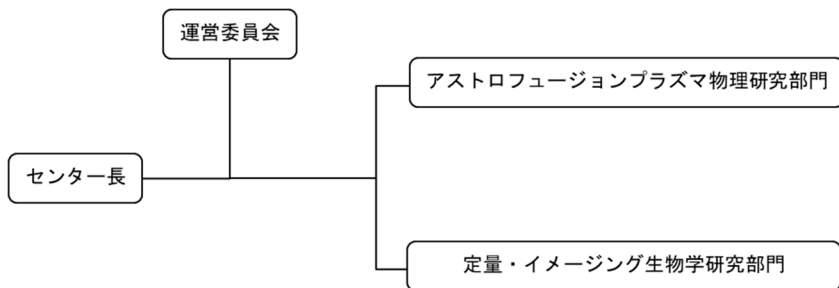 運営委員会
アストロフュージョンプラズマ物理研究部門
センター長
定量・イメージング生物学研究部門